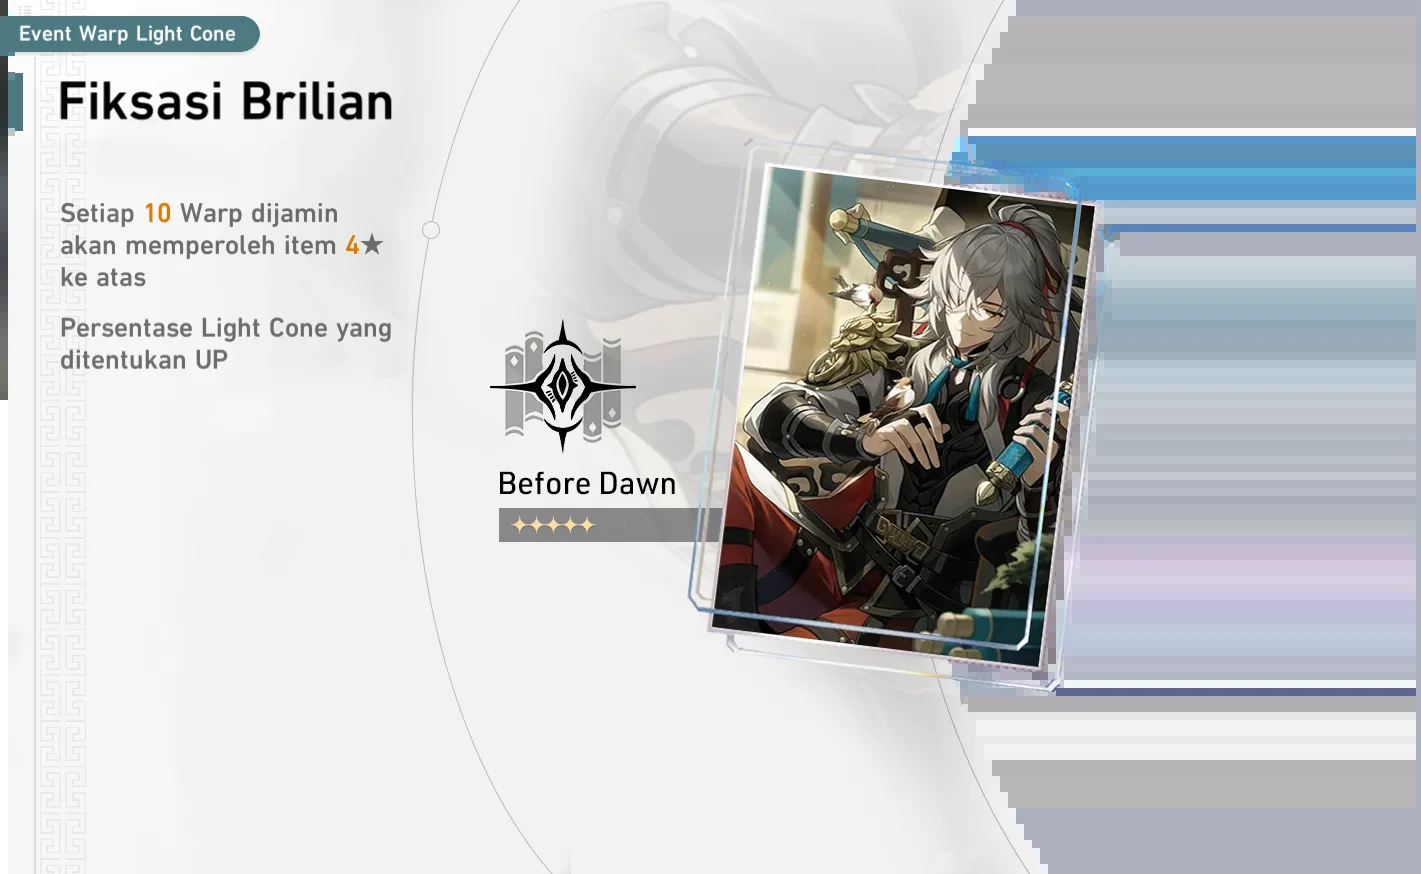 Event Warp Light Cone
Fiksasi Brilian
Setiap 10 Warp dijamin
akan memperoleh item 4★
ke atas
Persentase Light Cone yang
ditentukan UP
Before Dawn